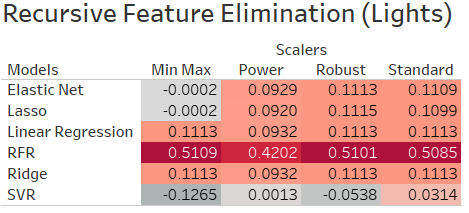 Recursive Feature Elimination (Lights)
Scalers
Models Min Max Power Robust Standard
Elastic Net -0.0002 0.0929 0.1113 0.1109
Lasso -0.0002 0.0920 0.1115 0.1099
Linear Regression 0.1113 0.0932 0.1113 0.1113
RFR 0.5109 0.4202 0.5101 0.5085
Ridge 0.1113 0.0932 0.1113 0.1113
SVR -0.1265 0.0013 -0.0538 0.0314